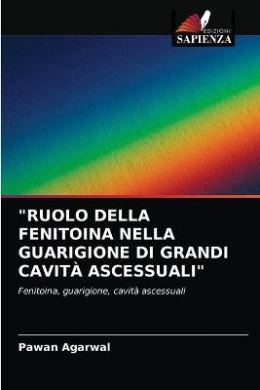 EDIZIONI
SAPIENZA
"RUOLO DELLA
FENITOINA NELLA
GUARIGIONE DI GRANDI
CAVITÀ ASCESSUALI"
Fenitoina, guarigione, cavità ascessuali
Pawan Agarwal